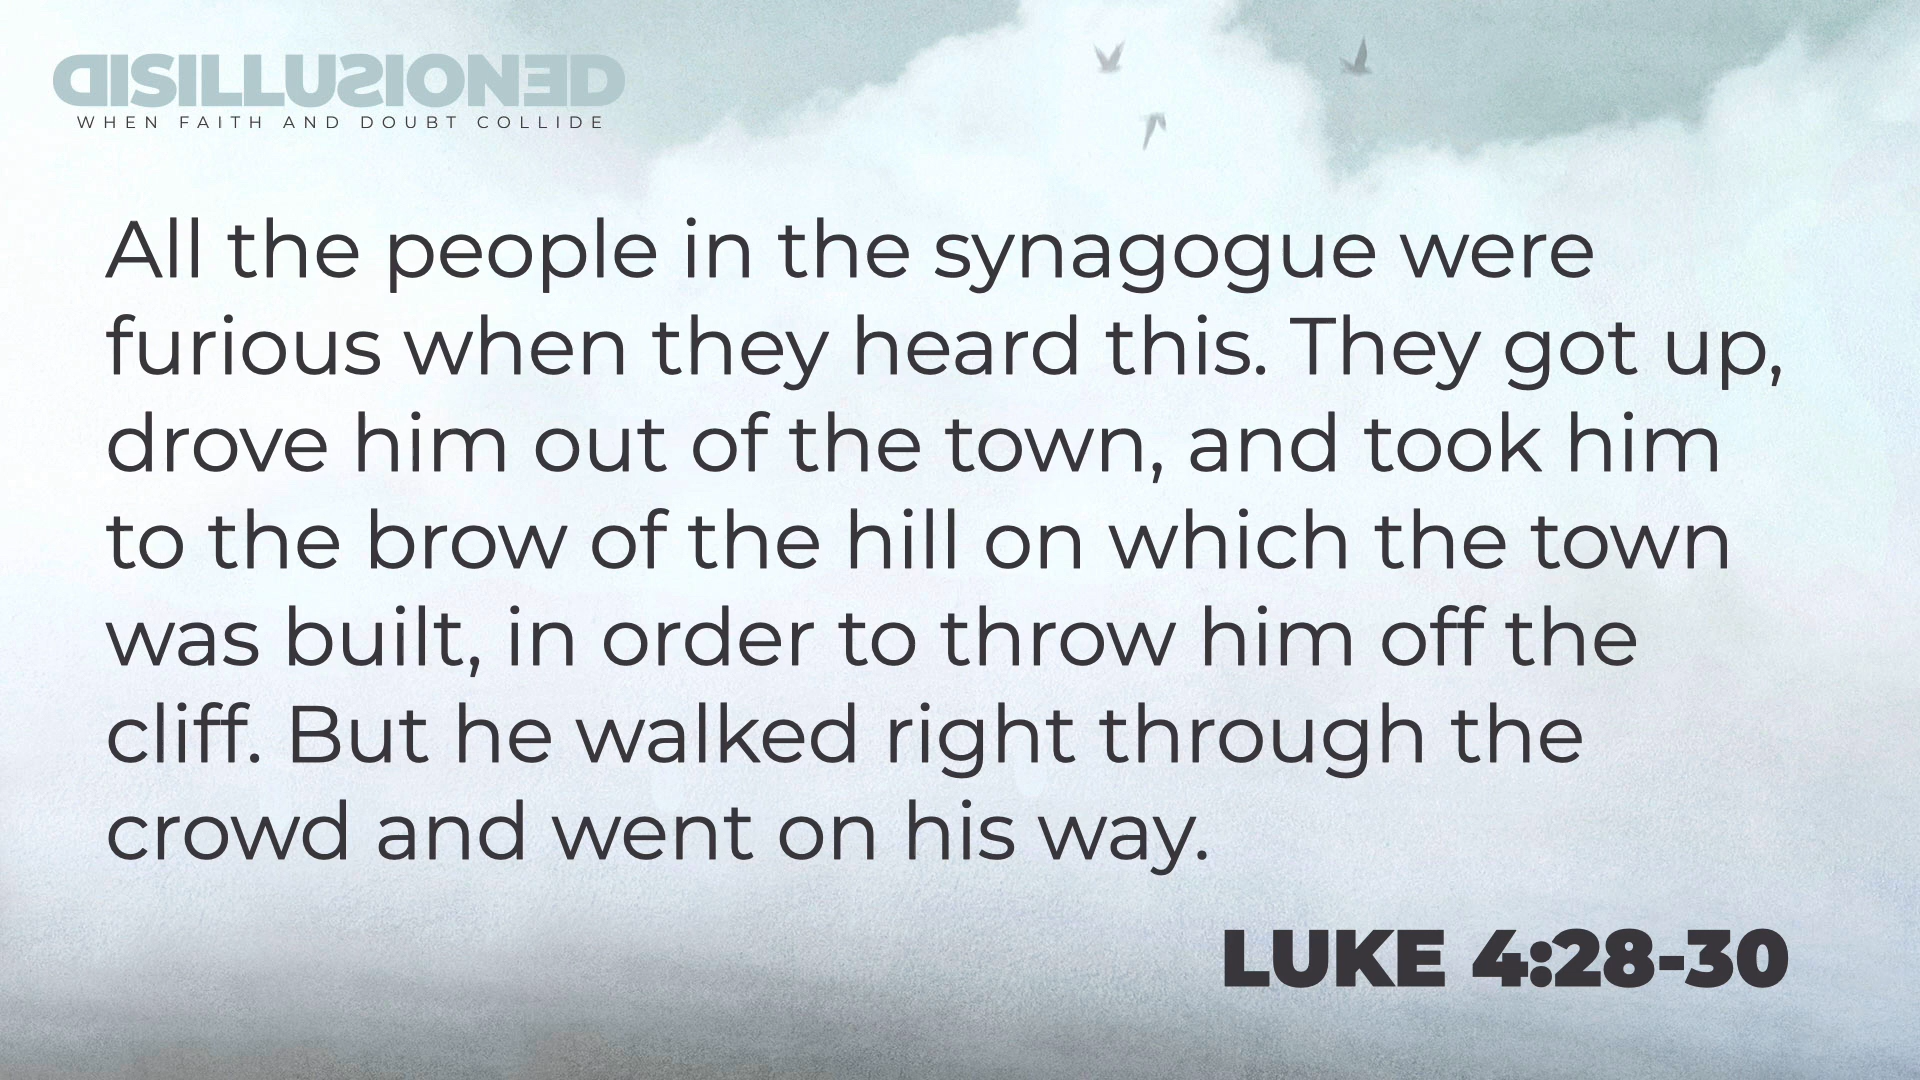 DISILLUSIONED
WHEN FAITH AND DOUBT COLLIDE
All the people in the synagogue were
furious when they heard this. They got up,
drove him out of the town, and took him
to the brow of the hill on which the town
was built, in order to throw him off the
cliff. But he walked right through the
crowd and went on his way.
LUKE 4:28-30